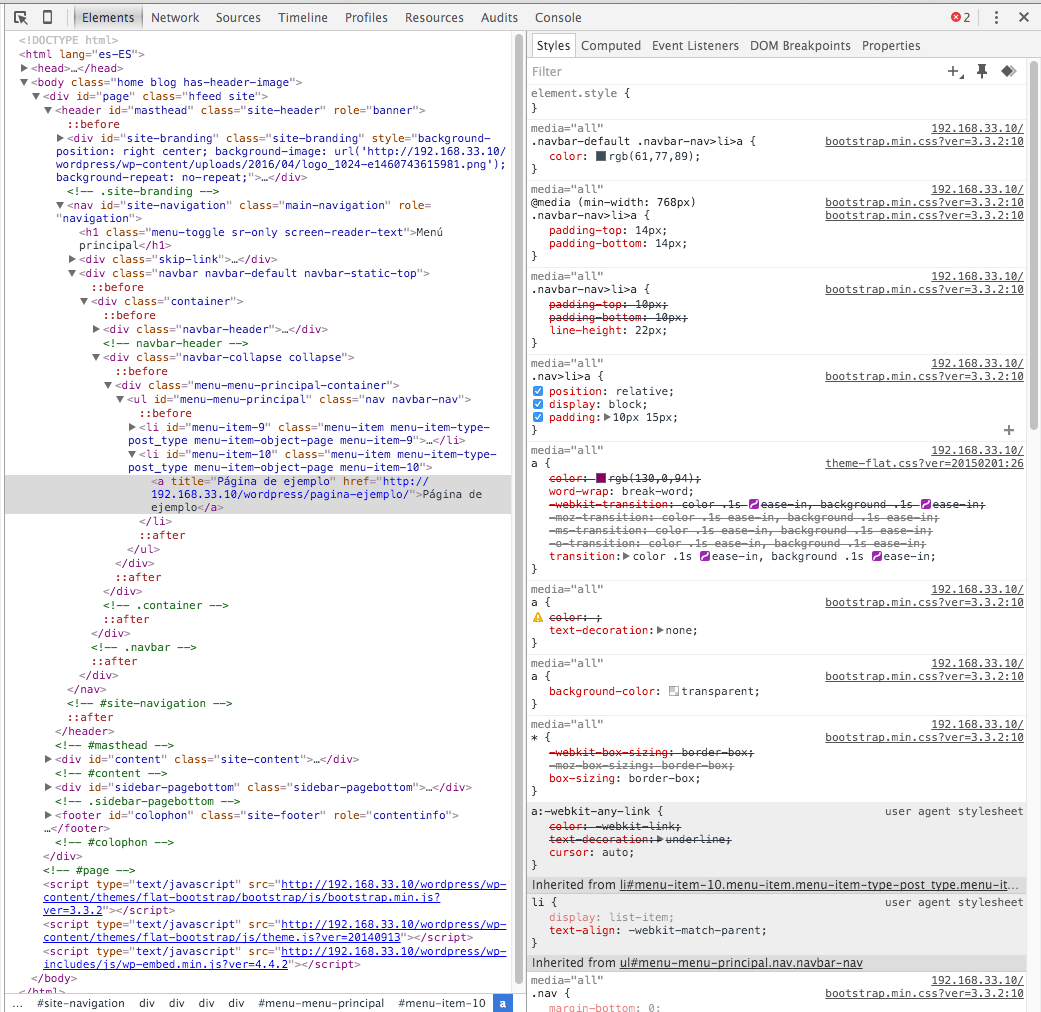 Elements Network Sources Timeline Profiles Resources Audits Console 2
<!DOCTYPE html>
<html lang="es-ES">
<head>…</head>
<body class="home blog has-header-image">
<div id="page" class="hfeed site">
<header id="masthead" class="site-header" role="banner">
::before
<div id="site-branding" class="site-branding" style="background-
position: right center; background-image: url('http://192.168.33.10/
wordpress/wp-content/uploads/2016/04/logo_1024-e1460743615981.png');
background-repeat: no-repeat;">…</div>
<!-- .site-branding -->
<nav id="site-navigation" class="main-navigation" role=
"navigation">
<h1 class="menu-toggle sr-only screen-reader-text">Menú
principal</h1>
<div class="skip-link">…</div>
<div class="navbar navbar-default navbar-static-top">
::before
<div class="container">
::before
<div class="navbar-header">…</div>
<!-- navbar-header -->
<div class="navbar-collapse collapse">
::before
<div class="menu-menu-principal-container">
<ul id="menu-menu-principal" class="nav navbar-nav">
::before
<li id="menu-item-9" class="menu-item menu-item-type-
post_type menu-item-object-page menu-item-9">…</li>
<li id="menu-item-10" class="menu-item menu-item-type-
post_type menu-item-object-page menu-item-10">
<a title="Página de ejemplo" href="http://
192.168.33.10/wordpress/pagina-ejemplo/">Página de
ejemplo</a>
</li>
::after
</ul>
</div>
::after
</div>
<!-- .container -->
::after
</div>
<!-- .navbar -->
::after
</div>
</nav>
<!-- #site-navigation -->
::after
</header>
<!-- #masthead -->
<div id="content" class="site-content">…</div>
<!-- #content -->
<div id="sidebar-pagebottom" class="sidebar-pagebottom">…</div>
<!-- .sidebar-pagebottom -->
<footer id="colophon" class="site-footer" role="contentinfo">
…</footer>
<!-- #colophon -->
</div>
<!-- #page -->
<script type="text/javascript" src="http://192.168.33.10/wordpress/wp-
content/themes/flat-bootstrap/bootstrap/js/bootstrap.min.js?
ver=3.3.2"></script>
<script type="text/javascript" src="http://192.168.33.10/wordpress/wp-
content/themes/flat-bootstrap/js/theme.js?ver=20140913"></script>
<script type="text/javascript" src="http://192.168.33.10/wordpress/wp-
includes/js/wp-embed.min.js?ver=4.4.2"></script>
</body>
</html>
... #site-navigation div div div div #menu-menu-principal #menu-item-10 a
Styles Computed Event Listeners DOM Breakpoints Properties
Filter
element.style {
}
media="all" 192.168.33.10/
.navbar-default .navbar-nav>li>a { bootstrap.min.css?ver=3.3.2:10
color: rgb(61,77,89);
}
media="all" 192.168.33.10/
@media (min-width: 768px) bootstrap.min.css?ver=3.3.2:10
.navbar-nav>li>a { bootstrap.min.css?ver=3.3.2:10
padding-top: 14px;
padding-bottom: 14px;
}
media="all" 192.168.33.10/
.navbar-nav>li>a { bootstrap.min.css?ver=3.3.2:10
padding-top: 10px;
padding-bottom: 10px;
line-height: 22px;
}
media="all" 192.168.33.10/
.nav>li>a { bootstrap.min.css?ver=3.3.2:10
position: relative;
display: block;
padding: 10px 15px;
}
media="all" 192.168.33.10/
a { theme-flat.css?ver=20150201:26
color: rgb(130,0,94);
word-wrap: break-word;
-webkit-transition: color .1s ease-in, background .1s ease-in;
-moz-transition: color .1s ease-in, background .1s ease-in;
-ms-transition: color .1s ease-in, background .1s ease-in;
-o-transition: color .1s ease-in, background .1s ease-in;
transition: color .1s ease-in, background .1s ease-in;
}
media="all" 192.168.33.10/
a { bootstrap.min.css?ver=3.3.2:10
color: ;
text-decoration: none;
}
media="all" 192.168.33.10/
a { bootstrap.min.css?ver=3.3.2:10
background-color: transparent;
}
media="all" 192.168.33.10/
* { bootstrap.min.css?ver=3.3.2:10
-webkit-box-sizing: border-box;
-moz-box-sizing: border-box;
box-sizing: border-box;
}
a:-webkit-any-link { user agent stylesheet
color: -webkit-link;
text-decoration: underline;
cursor: auto;
}
Inherited from li#menu-item-10.menu-item.menu-item-type-post_type.menu-it…
li { user agent stylesheet
display: list-item;
text-align: -webkit-match-parent;
}
Inherited from ul#menu-menu-principal.nav.navbar-nav
media="all" 192.168.33.10/
.nav { bootstrap.min.css?ver=3.3.2:10
margin-bottom: 0;